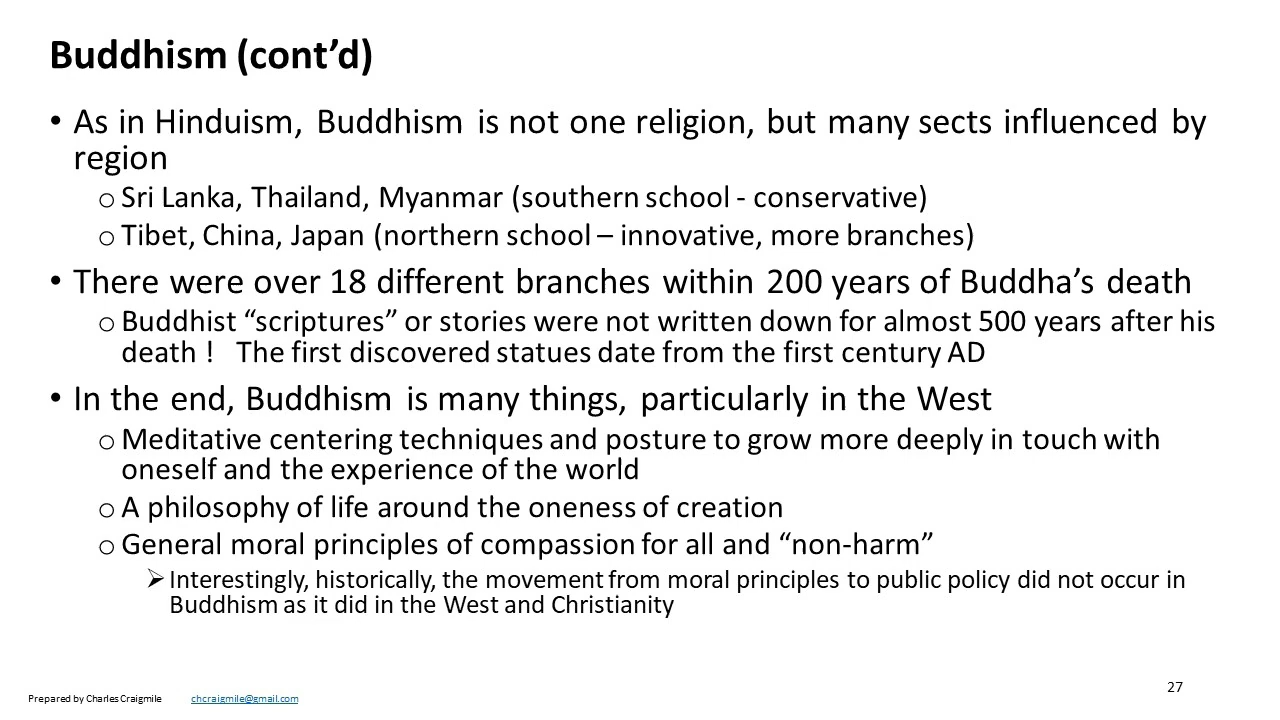 Buddhism (cont’d)
• As in Hinduism, Buddhism is not one religion, but many sects influenced by
region
o Sri Lanka, Thailand, Myanmar (southern school - conservative)
o Tibet, China, Japan (northern school – innovative, more branches)
• There were over 18 different branches within 200 years of Buddha’s death
o Buddhist “scriptures” or stories were not written down for almost 500 years after his
death ! The first discovered statues date from the first century AD
• In the end, Buddhism is many things, particularly in the West
o Meditative centering techniques and posture to grow more deeply in touch with
oneself and the experience of the world
o A philosophy of life around the oneness of creation
o General moral principles of compassion for all and “non-harm”
➢ Interestingly, historically, the movement from moral principles to public policy did not occur in
Buddhism as it did in the West and Christianity
Prepared by Charles Craigmile chcraigmile@gmail.com
27